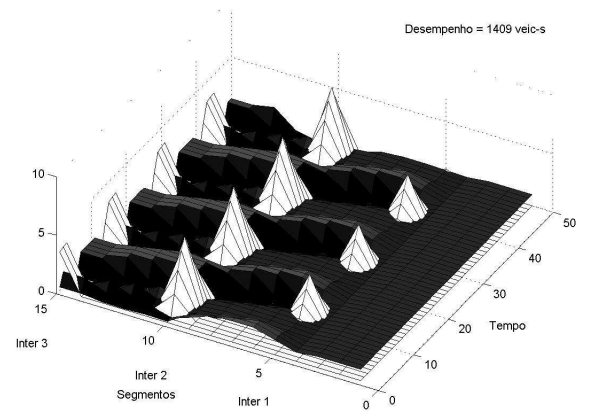 Desempenho = 1409 veic-s
10
5
0
15
10
5
0
0
10
20
30
40
50
Tempo
Inter 3
Inter 2
Segmentos
Inter 1